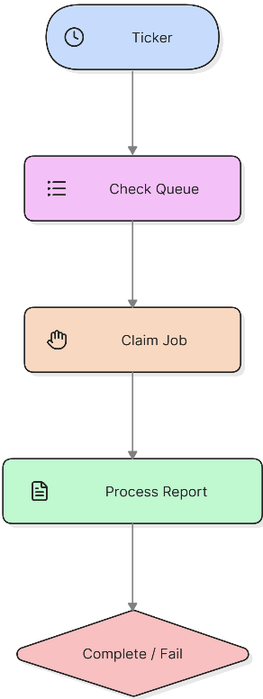 Ticker
Check Queue
Claim Job
Process Report
Complete / Fail